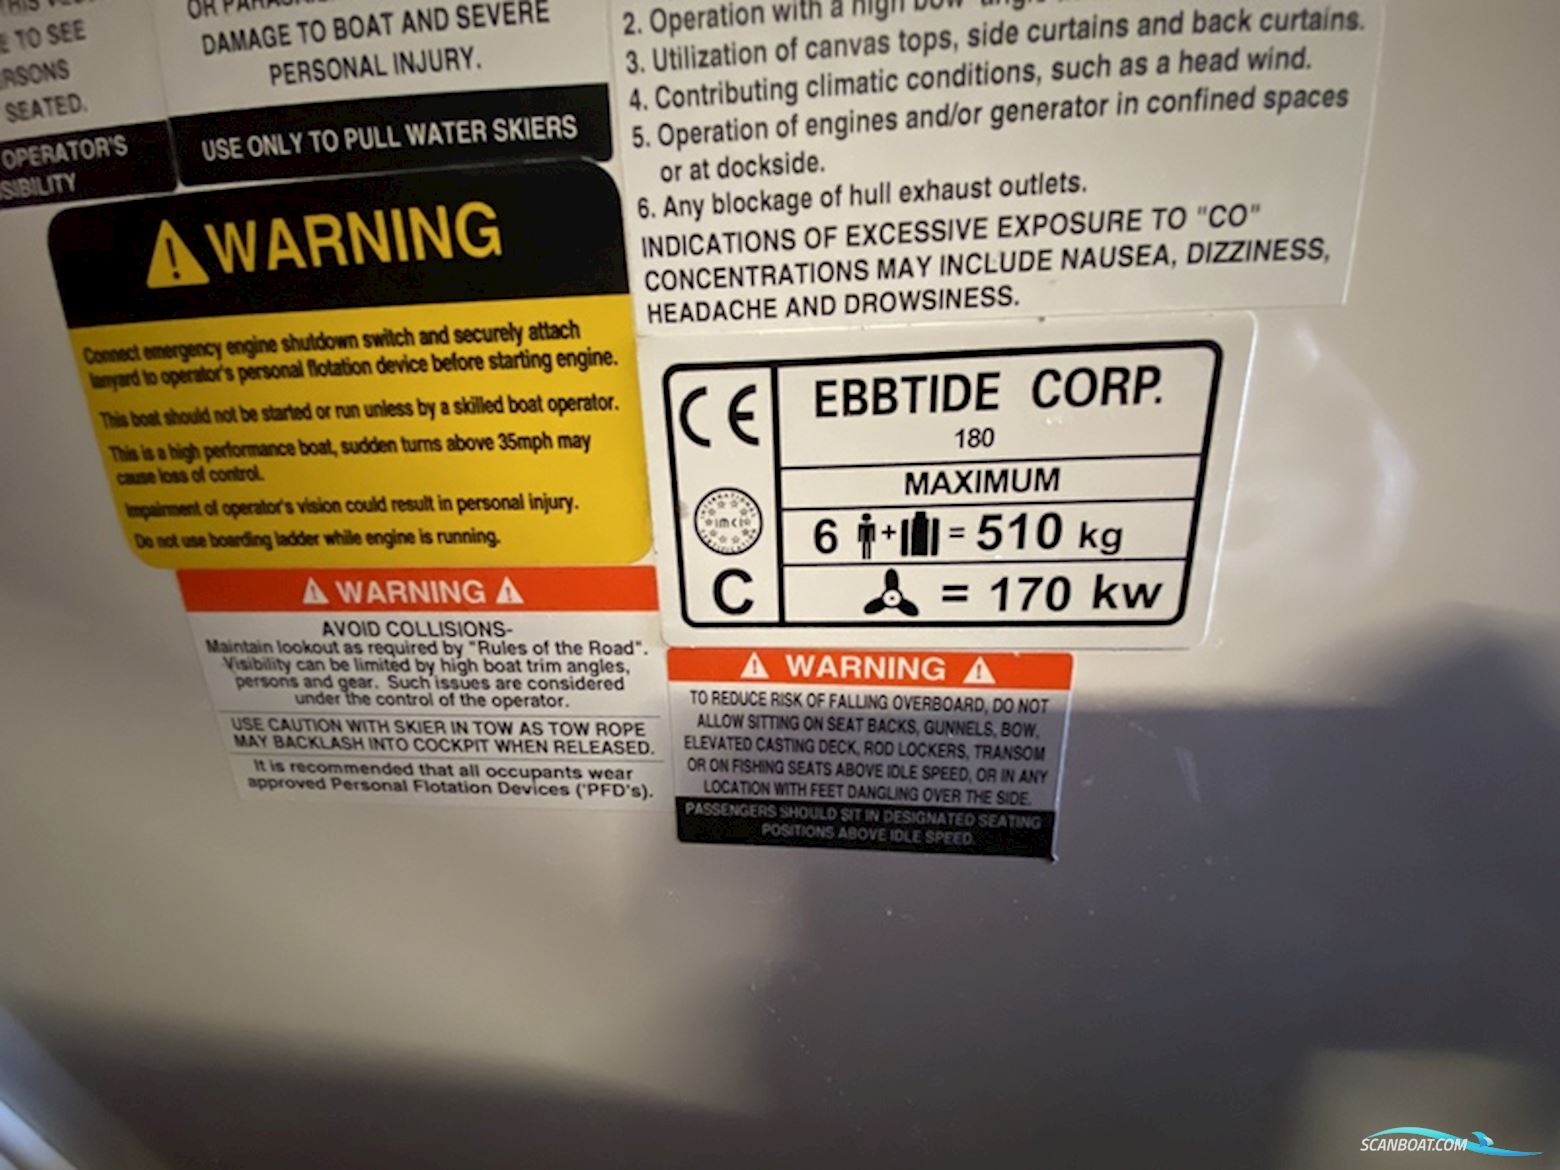 TO SEE
SEATED.
OPERATOR'S
DAMAGE TO BOAT AND SEVERE
PERSONAL INJURY.
USE ONLY TO PULL WATER SKIERS
2. Operation with a high bow
3. Utilization of canvas tops, side curtains and back curtains.
4. Contributing climatic conditions, such as a head wind.
5. Operation of engines and/or generator in confined spaces
or at dockside.
6. Any blockage of hull exhaust outlets.
INDICATIONS OF EXCESSIVE EXPOSURE TO "CO"
CONCENTRATIONS MAY INCLUDE NAUSEA, DIZZINESS,
HEADACHE AND DROWSINESS.
WARNING
Connect emergency engine shutdown switch and securely attach
lanyard to operator's personal flotation device before starting engine.
This boat should not be started or run unless by a skilled boat operator.
This is a high performance boat, sudden turns above 35mph may
cause loss of control.
Impairment of operator's vision could result in personal injury.
Do not use boarding ladder while engine is running.
CE
EBBTIDE CORP.
180
MAXIMUM
imci
6 + = 510 kg
C
= 170 kw
WARNING
AVOID COLLISIONS-
Maintain lookout as required by "Rules of the Road".
Visibility can be limited by high boat trim angles,
persons and gear. Such issues are considered
under the control of the operator.
USE CAUTION WITH SKIER IN TOW AS TOW ROPE
MAY BACKLASH INTO COCKPIT WHEN RELEASED.
It is recommended that all occupants wear
approved Personal Flotation Devices ('PFD's).
WARNING
TO REDUCE RISK OF FALLING OVERBOARD, DO NOT
ALLOW SITTING ON SEAT BACKS, GUNNELS, BOW,
ELEVATED CASTING DECK, ROD LOCKERS, TRANSOM
OR ON FISHING SEATS ABOVE IDLE SPEED, OR IN ANY
LOCATION WITH FEET DANGLING OVER THE SIDE.
PASSENGERS SHOULD SIT IN DESIGNATED SEATING
POSITIONS ABOVE IDLE SPEED.
SCANBOAT.COM